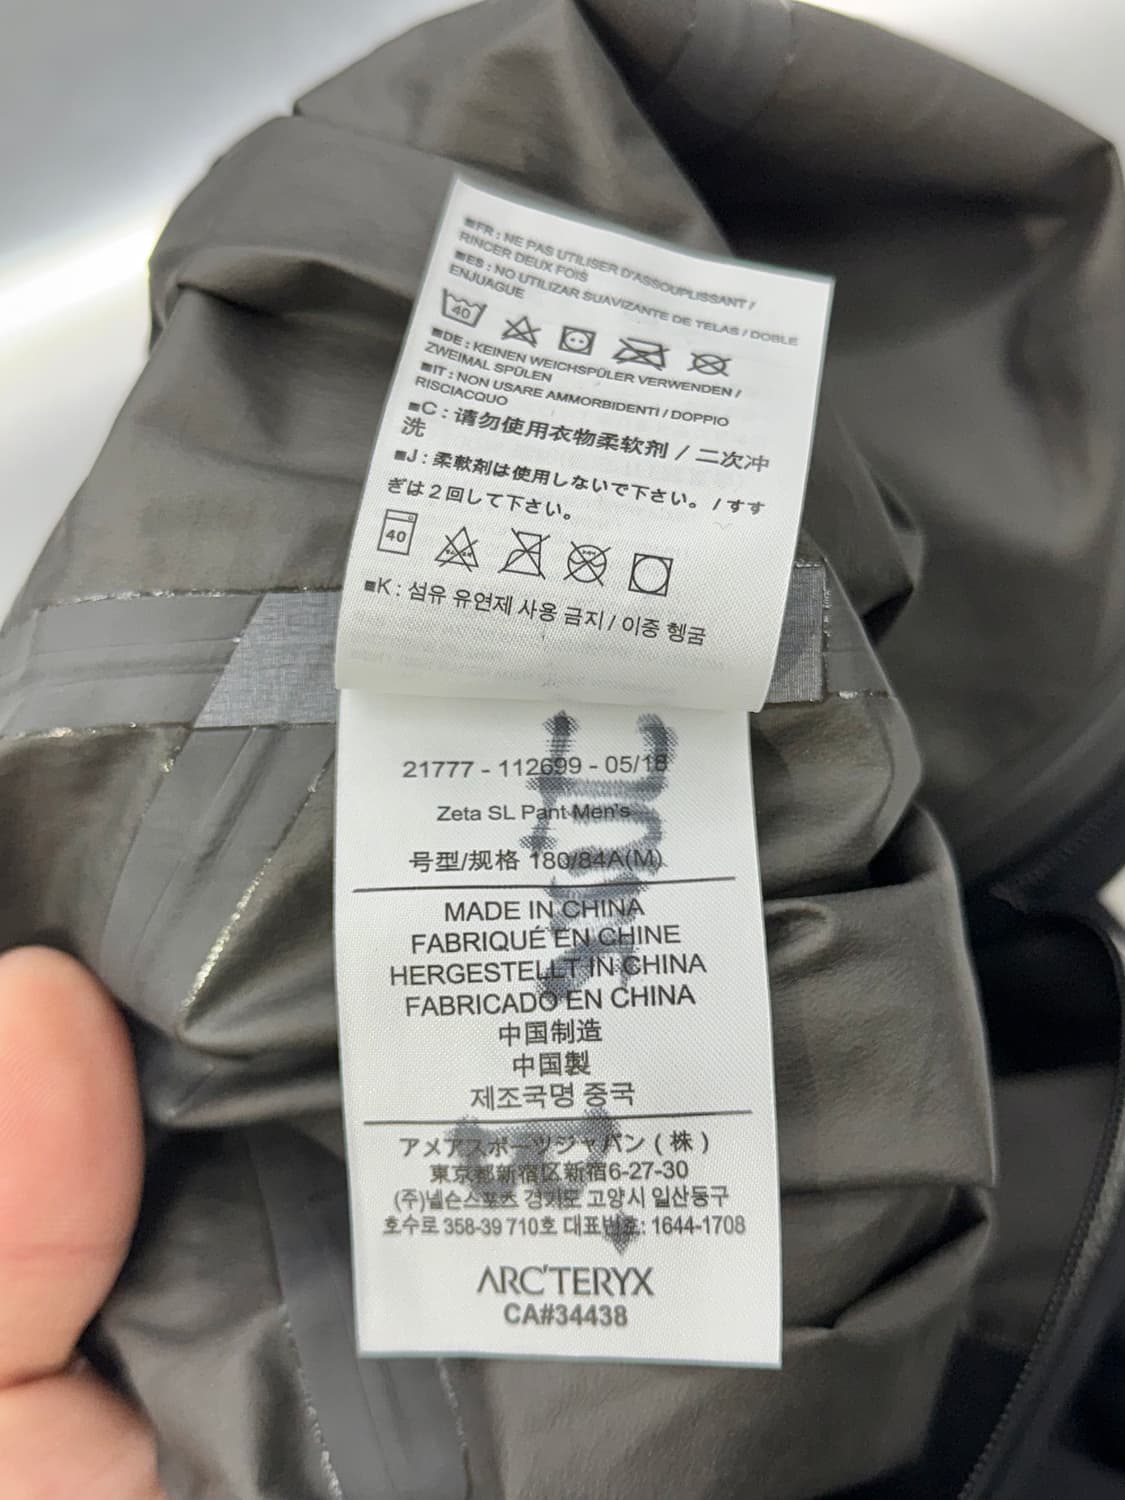 ■FR : NE PAS UTILISER D'ASSOUPLISSANT /
RINCER DEUX FOIS
■ES : NO UTILIZAR SUAVIZANTE DE TELAS / DOBLE
ENJUAGUE
40
■DE : KEINEN WEICHSPÜLER VERWENDEN /
ZWEIMAL SPÜLEN
■IT : NON USARE AMMORBIDENTI / DOPPIO
RISCIACQUO
■C : 请勿使用衣物柔软剂 / 二次冲
洗
■J : 柔軟剤は使用しないで下さい。/ すす
ぎは2回して下さい。
40
■K : 섬유 유연제 사용 금지 / 이중 헹굼
21777 - 112699 - 05/18
Zeta SL Pant Men's
号型/规格 180/84A(M)
MADE IN CHINA
FABRIQUÉ EN CHINE
HERGESTELLT IN CHINA
FABRICADO EN CHINA
中国制造
中国製
제조국명 중국
アメアスポーツジャパン ( 株 )
東京都新宿区新宿6-27-30
(주)넬슨스포츠 경기도 고양시 일산동구
호수로 358-39 710호 대표번호: 1644-1708
ARC'TERYX
CA#34438